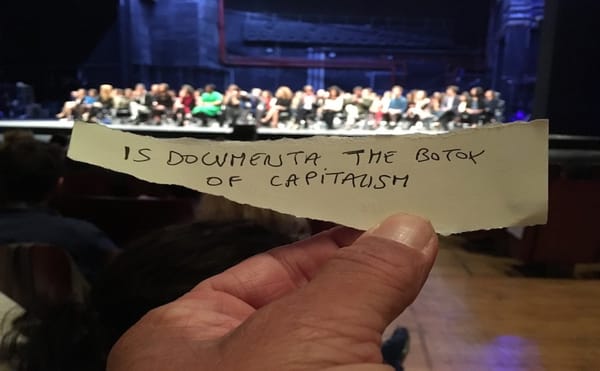 IS DOCUMENTA THE BOTOX
OF CAPITALISM